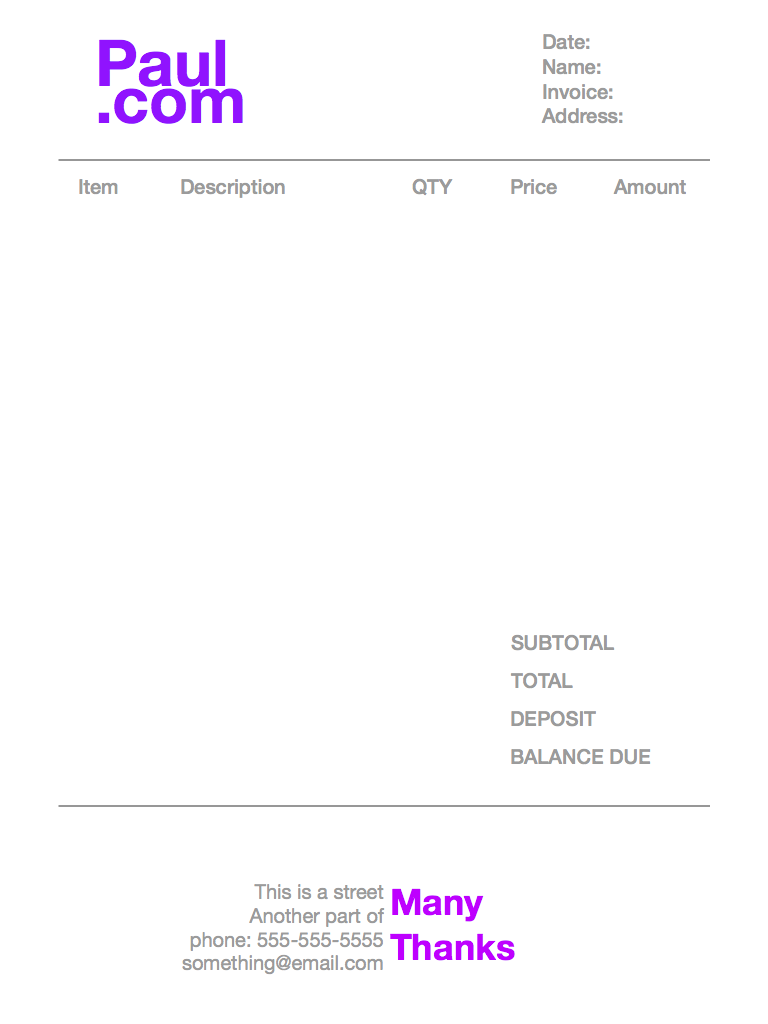 Paul
.com
Date:
Name:
Invoice:
Address:
Item Description QTY Price Amount
SUBTOTAL
TOTAL
DEPOSIT
BALANCE DUE
This is a street
Another part of
phone: 555-555-5555
something@email.com
Many
Thanks